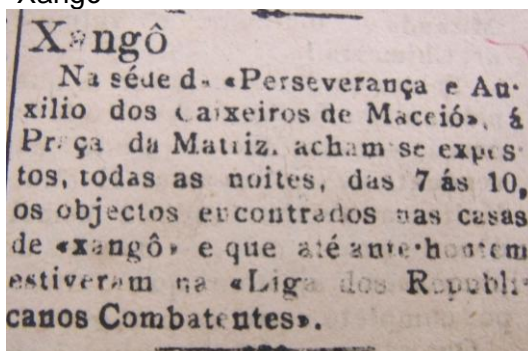 Xangô
Xangô
Na séde da «Perseverança e Au-
xilio dos Caixeiros de Maceió», á
Praça da Matriz. acham se expos-
tos, todas as noites, das 7 ás 10,
os objectos encontrados nas casas
de «xangô» e que até ante-hontem
estiveram na «Liga dos Republi-
canos Combatentes».